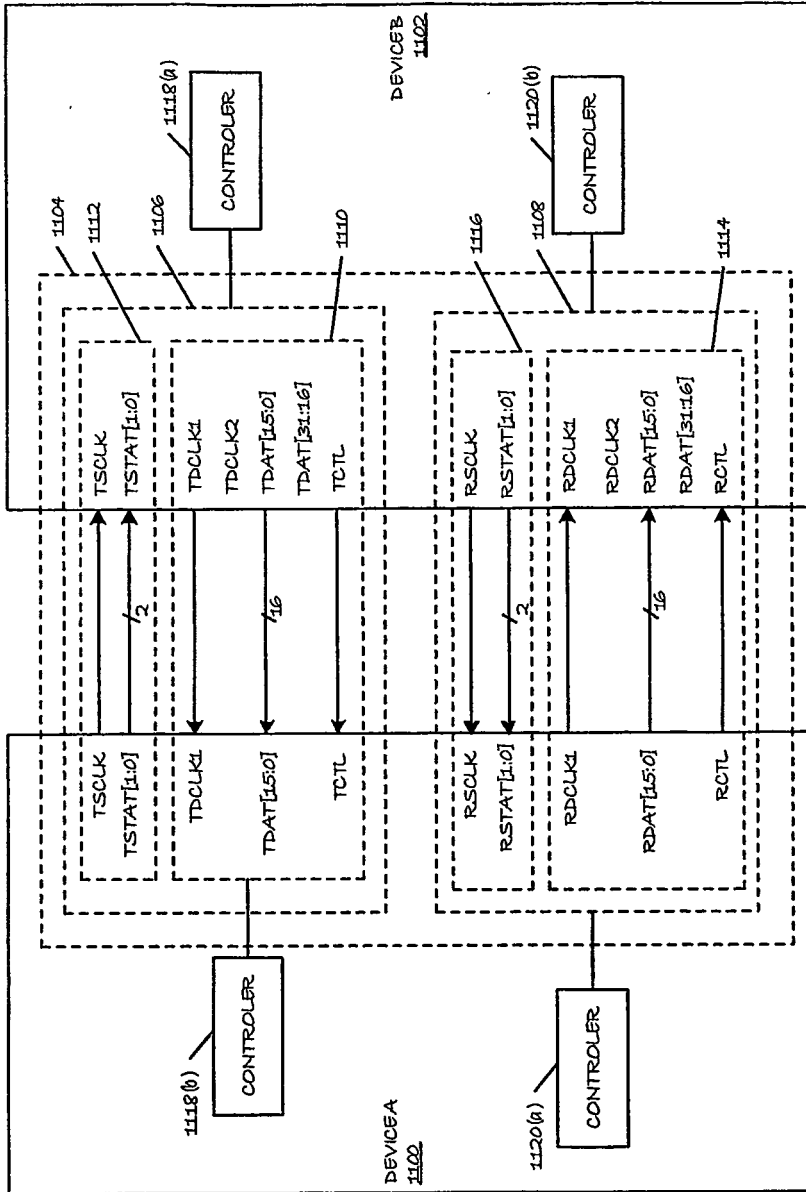 1104
1118(a)
1112
TSCLK
TSCLK
TSTAT[1:0]
2
TSTAT[1:0]
1106
1118(b)
TDCLK1
TDCLK1
CONTROLER
TDCLK2
CONTROLER
TDAT[15:0]
16
TDAT[15:0]
TDAT[31:16]
TCTL
TCTL
1110
DEVICEA
1100
DEVICEB
1102
RSCLK
RSCLK
1116
RSTAT[1:0]
2
RSTAT[1:0]
1120(b)
1108
1120(a)
RDCLK1
RDCLK1
CONTROLER
CONTROLER
RDCLK2
RDAT[15:0]
16
RDAT[15:0]
RDAT[31:16]
RCTL
RCTL
1114